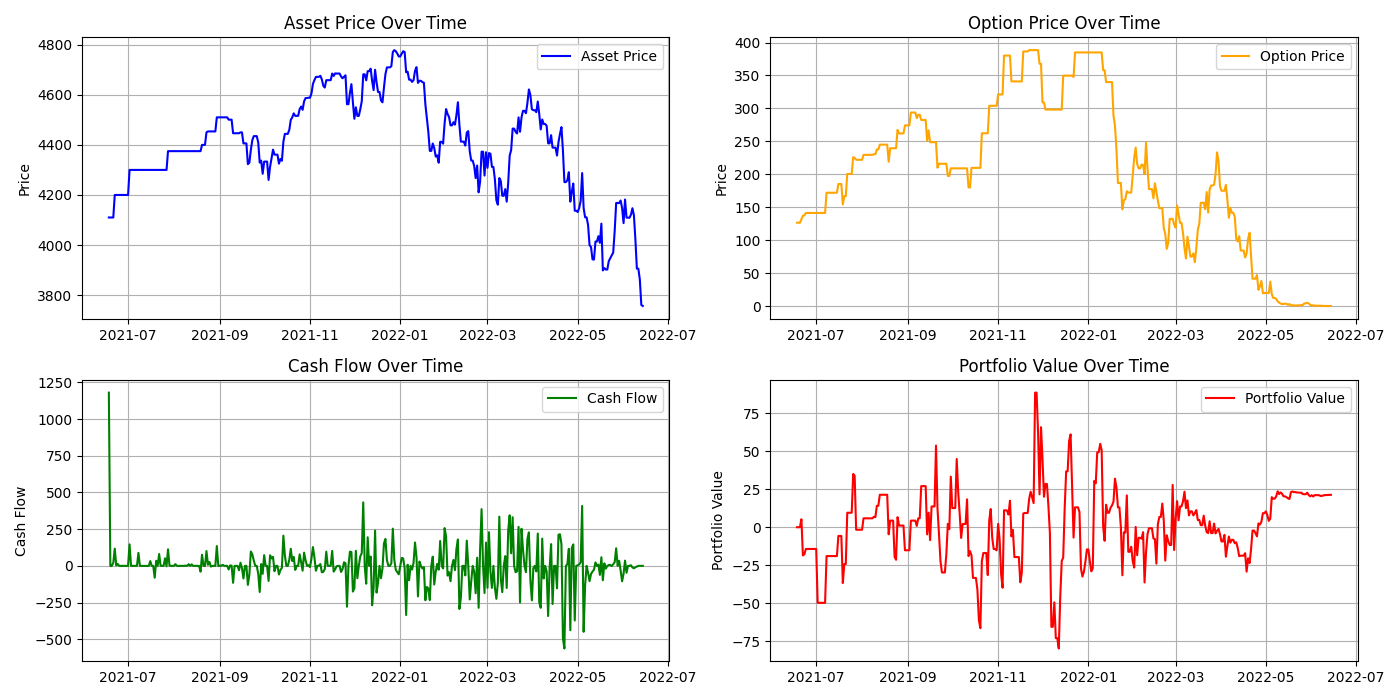 Asset Price Over Time
Price
4800
4600
4400
4200
4000
3800
Asset Price
2021-07 2021-09 2021-11 2022-01 2022-03 2022-05 2022-07
Option Price Over Time
Price
400
350
300
250
200
150
100
50
0
Option Price
2021-07 2021-09 2021-11 2022-01 2022-03 2022-05 2022-07
Cash Flow Over Time
Cash Flow
1250
1000
750
500
250
0
−250
−500
Cash Flow
2021-07 2021-09 2021-11 2022-01 2022-03 2022-05 2022-07
Portfolio Value Over Time
Portfolio Value
75
50
25
0
−25
−50
−75
Portfolio Value
2021-07 2021-09 2021-11 2022-01 2022-03 2022-05 2022-07